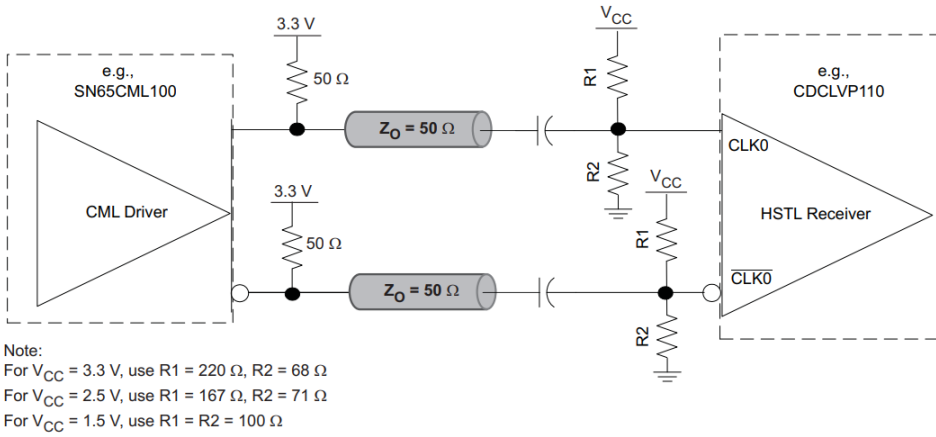 3.3 V
V_CC
e.g.,
SN65CML100
50 Ω
R1
e.g.,
CDCLVP110
Z_O = 50 Ω
CLK0
R2
V_CC
CML Driver
3.3 V
HSTL Receiver
50 Ω
R1
CLK0
Z_O = 50 Ω
R2
Note:
For V_CC = 3.3 V, use R1 = 220 Ω, R2 = 68 Ω
For V_CC = 2.5 V, use R1 = 167 Ω, R2 = 71 Ω
For V_CC = 1.5 V, use R1 = R2 = 100 Ω